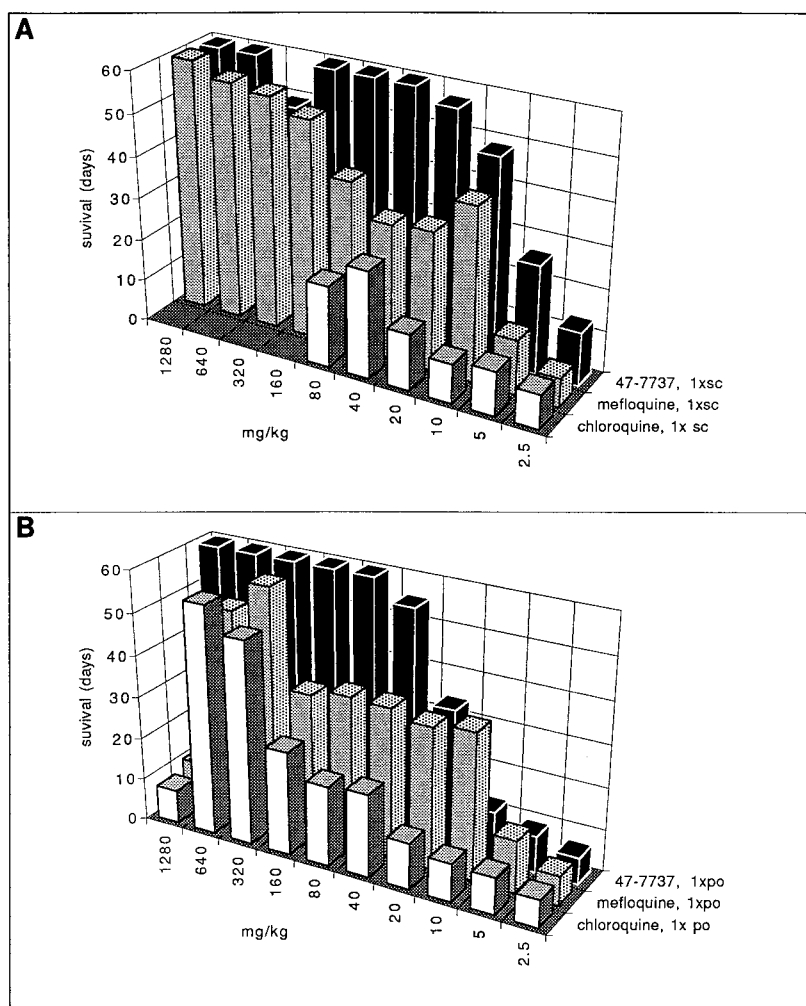 A
60
50
40
30
20
10
0
suvival (days)
1280
640
320
160
80
40
20
10
5
2.5
mg/kg
47-7737, 1xsc
mefloquine, 1xsc
chloroquine, 1x sc
B
60
50
40
30
20
10
0
suvival (days)
1280
640
320
160
80
40
20
10
5
2.5
mg/kg
47-7737, 1xpo
mefloquine, 1xpo
chloroquine, 1x po